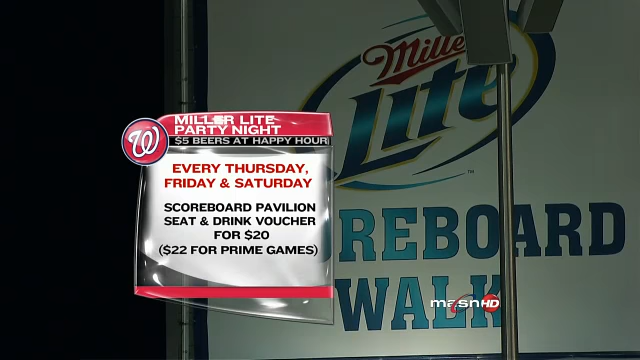 MILLER LITE
PARTY NIGHT
$5 BEERS AT HAPPY HOUR
W
EVERY THURSDAY,
FRIDAY & SATURDAY
SCOREBOARD PAVILION
SEAT & DRINK VOUCHER
FOR $20
($22 FOR PRIME GAMES)
Miller
Lite
™
REBOARD
WALK
masn HD